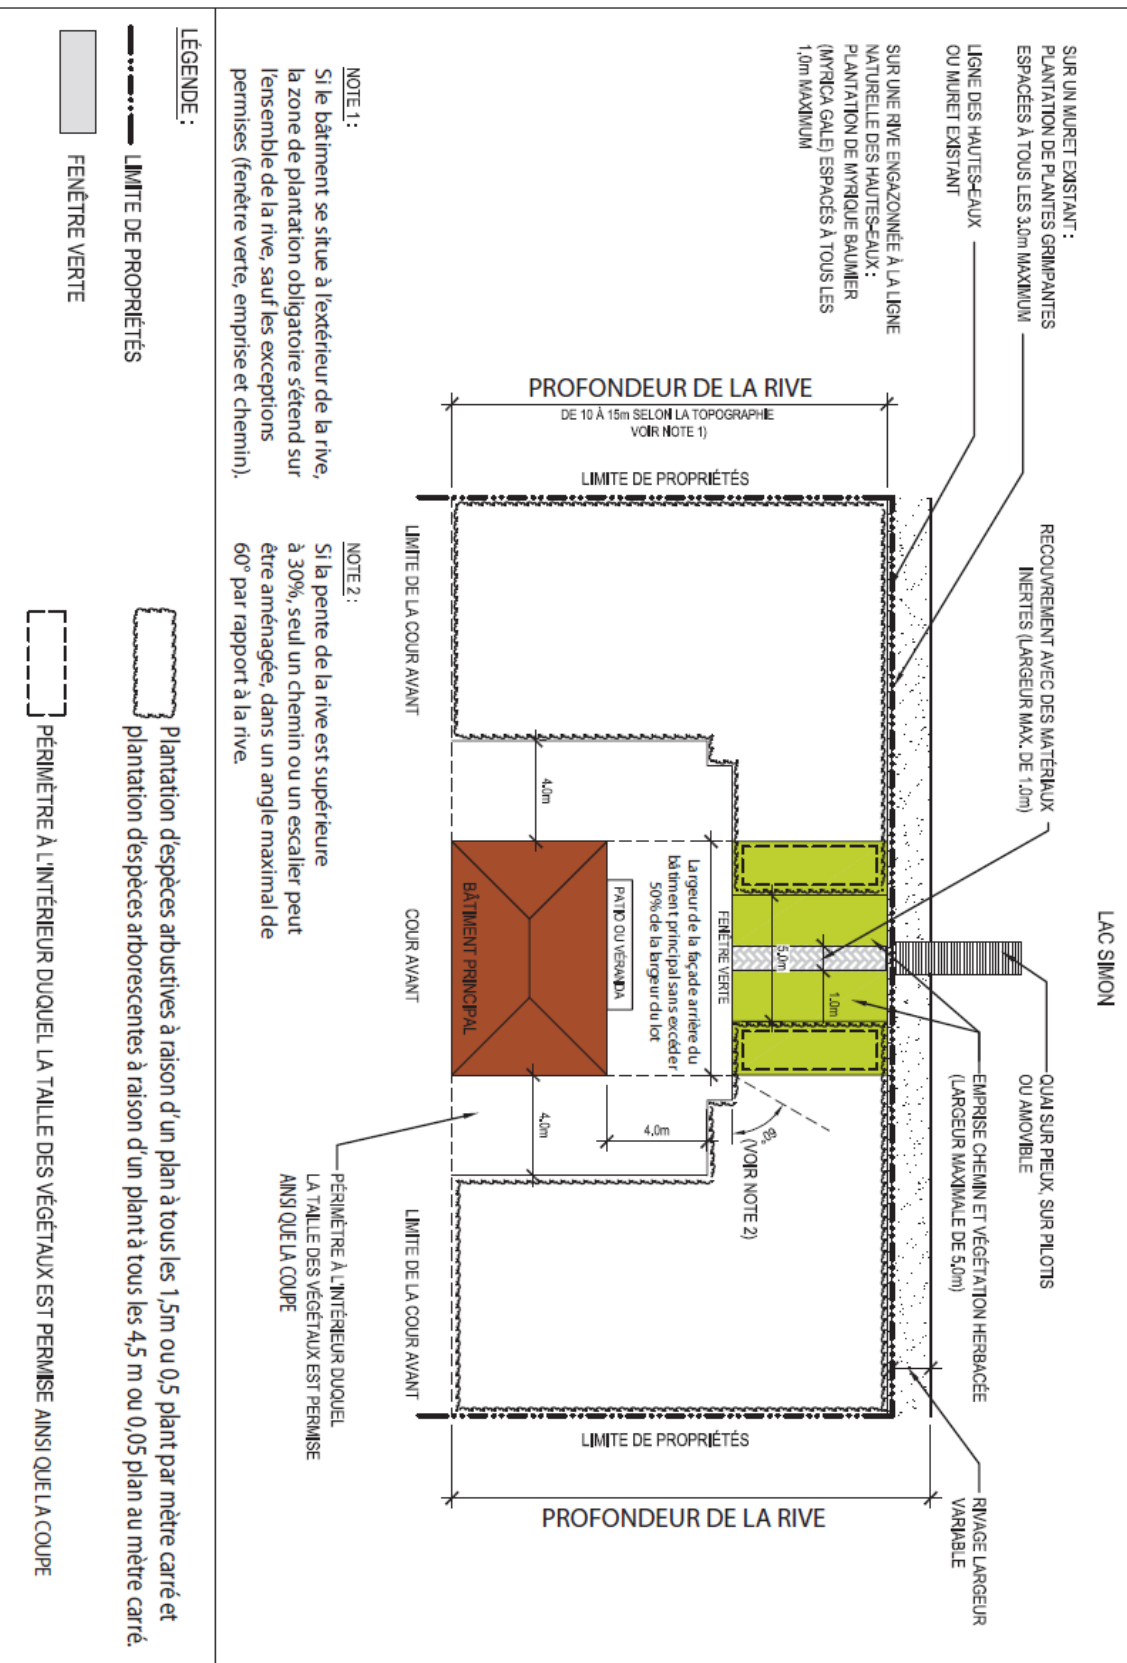 LAC SIMON
SUR UN MURET EXISTANT :
PLANTATION DE PLANTES GRIMPANTES
ESPACÉES À TOUS LES 3.0m MAXIMUM
LIGNE DES HAUTES-EAUX
OU MURET EXISTANT
SUR UNE RIVE ENGAZONNÉE À LA LIGNE
NATURELLE DES HAUTES-EAUX :
PLANTATION DE MYRIQUE BAUMIER
(MYRICA GALE) ESPACÉS À TOUS LES
1,0m MAXIMUM
RECOUVREMENT AVEC DES MATÉRIAUX
INERTES (LARGEUR MAX. DE 1.0m)
QUAI SUR PIEUX, SUR PILOTIS
OU AMOVIBLE
EMPRISE CHEMIN ET VÉGÉTATION HERBACÉE
(LARGEUR MAXIMALE DE 5,0m)
RIVAGE LARGEUR
VARIABLE
PROFONDEUR DE LA RIVE
DE 10 À 15m SELON LA TOPOGRAPHIE
VOIR NOTE 1)
LIMITE DE PROPRIÉTÉS
5.0m
1.0m
60°
(VOIR NOTE 2)
FENÊTRE VERTE
Largeur de la façade arrière du
bâtiment principal sans excéder
50% de la largeur du lot
PATIO OU VÉRANDA
4.0m
4.0m
4.0m
BÂTIMENT PRINCIPAL
LIMITE DE PROPRIÉTÉS
PROFONDEUR DE LA RIVE
LIMITE DE LA COUR AVANT
COUR AVANT
LIMITE DE LA COUR AVANT
PÉRIMÈTRE À L'INTÉRIEUR DUQUEL
LA TAILLE DES VÉGÉTAUX EST PERMISE
AINSI QUE LA COUPE
NOTE 1 :
Si le bâtiment se situe à l'extérieur de la rive,
la zone de plantation obligatoire s'étend sur
l'ensemble de la rive, sauf les exceptions
permises (fenêtre verte, emprise et chemin).
NOTE 2 :
Si la pente de la rive est supérieure
à 30%, seul un chemin ou un escalier peut
être aménagée, dans un angle maximal de
60° par rapport à la rive.
LÉGENDE :
LIMITE DE PROPRIÉTÉS
FENÊTRE VERTE
Plantation d'espèces arbustives à raison d'un plan à tous les 1,5m ou 0,5 plant par mètre carré et
plantation d'espèces arborescentes à raison d'un plant à tous les 4,5 m ou 0,05 plan au mètre carré.
PÉRIMÈTRE À L'INTÉRIEUR DUQUEL LA TAILLE DES VÉGÉTAUX EST PERMISE AINSI QUE LA COUPE